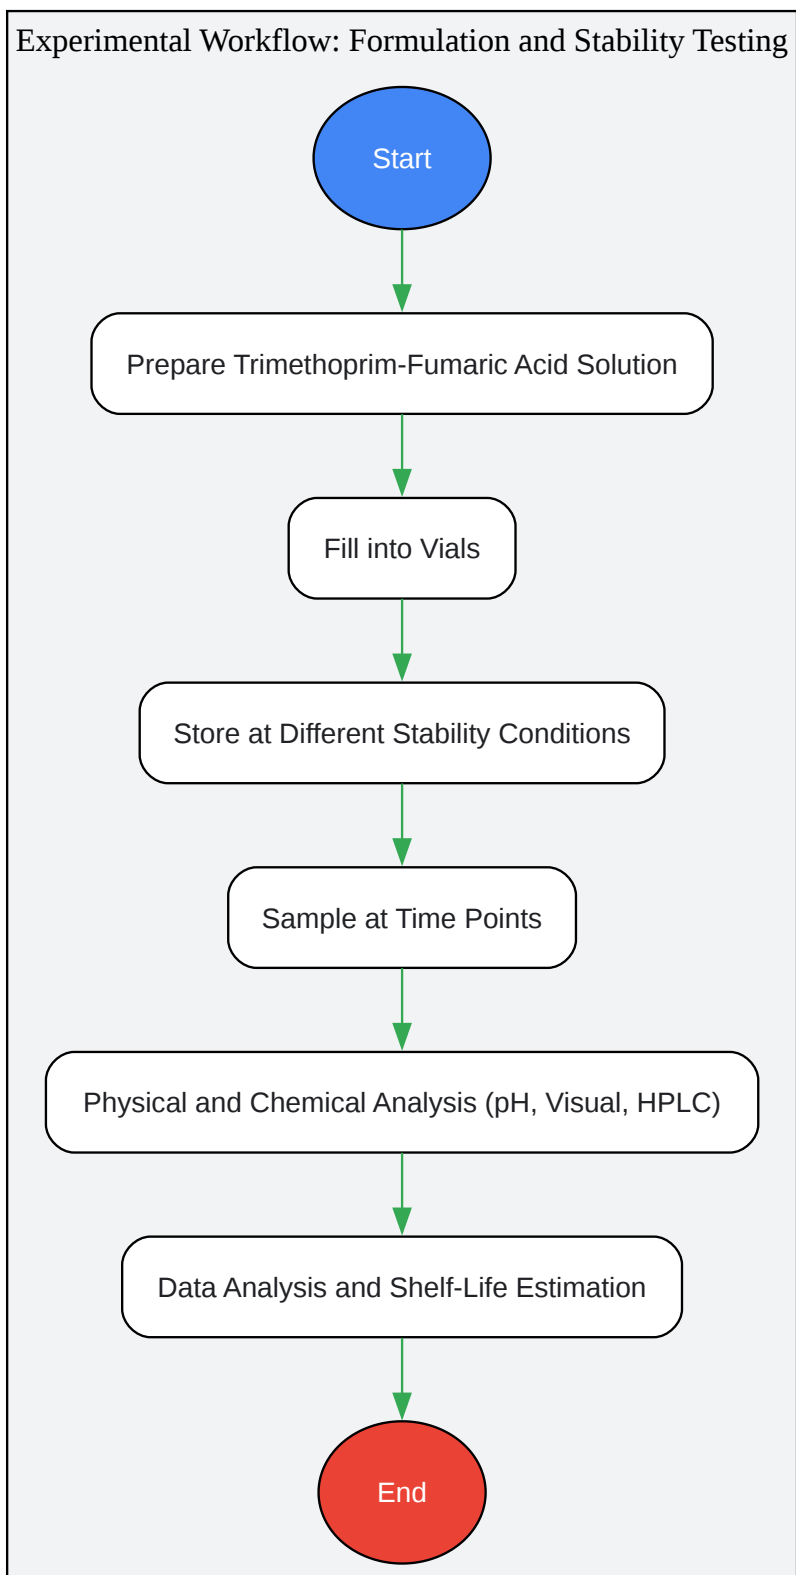 Experimental Workflow: Formulation and Stability Testing
Start
Prepare Trimethoprim-Fumaric Acid Solution
Fill into Vials
Store at Different Stability Conditions
Sample at Time Points
Physical and Chemical Analysis (pH, Visual, HPLC)
Data Analysis and Shelf-Life Estimation
End